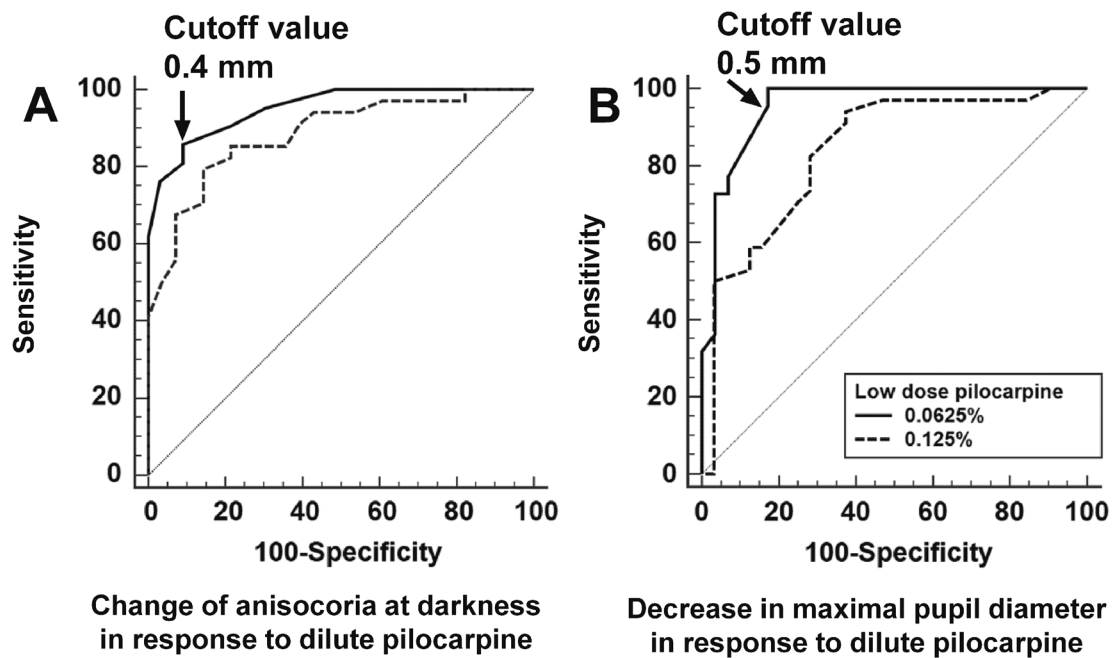 Cutoff value
0.4 mm
A
100
80
60
40
20
0
Sensitivity
0 20 40 60 80 100
100-Specificity
Change of anisocoria at darkness
in response to dilute pilocarpine
Cutoff value
0.5 mm
B
100
80
60
40
20
0
Sensitivity
Low dose pilocarpine
0.0625%
0.125%
0 20 40 60 80 100
100-Specificity
Decrease in maximal pupil diameter
in response to dilute pilocarpine